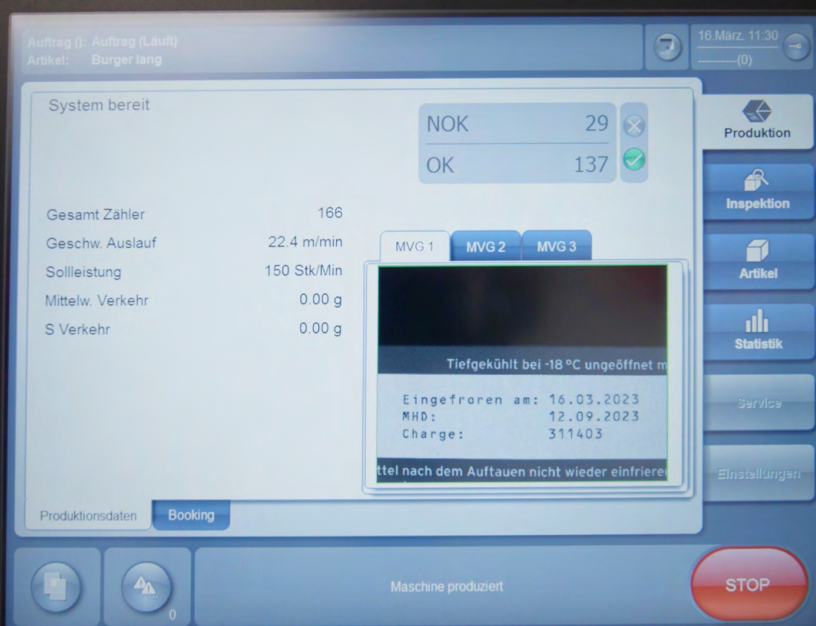 Auftrag (): Auftrag (Läuft)
Artikel: Burger lang
16.März. 11:30
--------(0)
System bereit
NOK 29
OK 137
Gesamt Zähler 166
Geschw. Auslauf 22.4 m/min
Sollleistung 150 Stk/Min
Mittelw. Verkehr 0.00 g
S Verkehr 0.00 g
MVG 1 MVG 2 MVG 3
Tiefgekühlt bei -18 °C ungeöffnet m
Eingefroren am: 16.03.2023
MHD: 12.09.2023
Charge: 311403
ttel nach dem Auftauen nicht wieder einfriere
Produktionsdaten Booking
Produktion
Inspektion
Artikel
Statistik
Service
Einstellungen
0
Maschine produziert
STOP